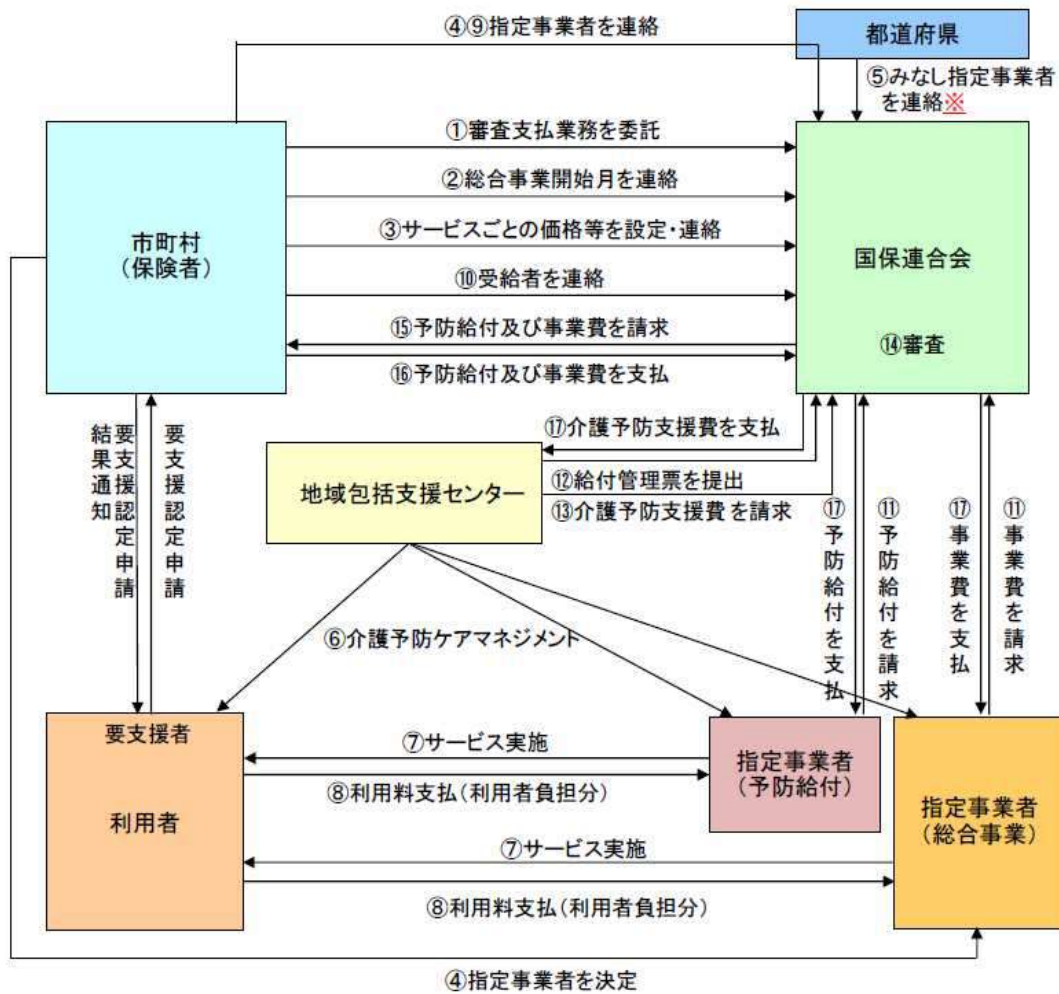 ④⑨指定事業者を連絡
都道府県
⑤みなし指定事業者
を連絡※
①審査支払業務を委託
②総合事業開始月を連絡
③サービスごとの価格等を設定・連絡
市町村
(保険者)
国保連合会
⑩受給者を連絡
⑮予防給付及び事業費を請求
⑭審査
⑯予防給付及び事業費を支払
要支援認定申請
結果通知
要支援認定申請
⑰介護予防支援費を支払
地域包括支援センター
⑫給付管理票を提出
⑬介護予防支援費を請求
⑰予防給付を支払
⑪予防給付を請求
⑰事業費を支払
⑪事業費を請求
⑥介護予防ケアマネジメント
要支援者
利用者
⑦サービス実施
⑧利用料支払(利用者負担分)
指定事業者
(予防給付)
指定事業者
(総合事業)
⑦サービス実施
⑧利用料支払(利用者負担分)
④指定事業者を決定